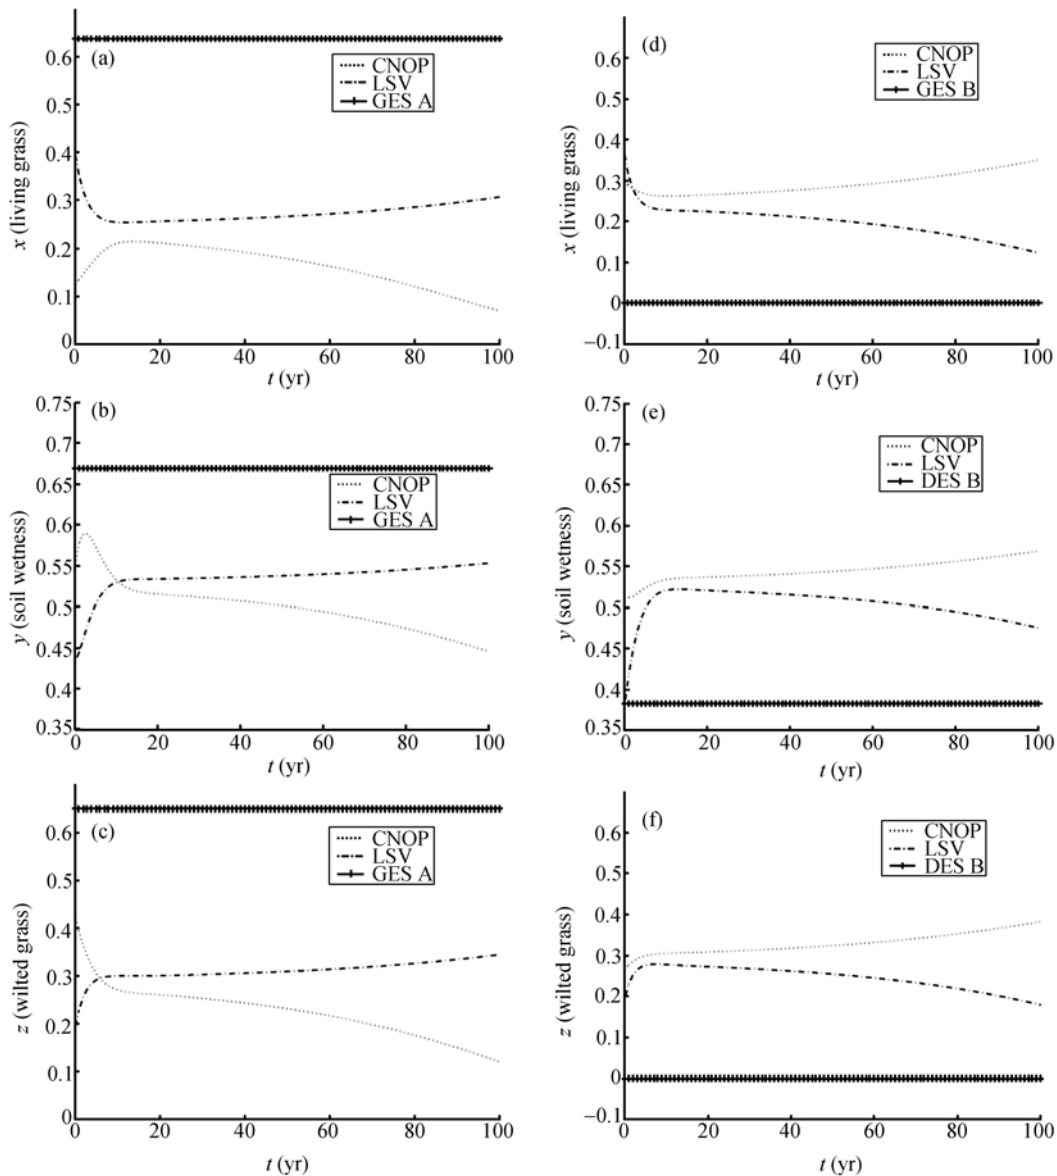 (a)
CNOP
LSV
GES A
x (living grass)
0.6
0.5
0.4
0.3
0.2
0.1
0
0 20 40 60 80 100
t (yr)
(d)
CNOP
LSV
GES B
x (living grass)
0.6
0.5
0.4
0.3
0.2
0.1
0
−0.1
0 20 40 60 80 100
t (yr)
(b)
CNOP
LSV
GES A
y (soil wetness)
0.75
0.7
0.65
0.6
0.55
0.5
0.45
0.4
0.35
0 20 40 60 80 100
t (yr)
(e)
CNOP
LSV
DES B
y (soil wetness)
0.75
0.7
0.65
0.6
0.55
0.5
0.45
0.4
0.35
0 20 40 60 80 100
t (yr)
(c)
CNOP
LSV
GES A
z (wilted grass)
0.6
0.5
0.4
0.3
0.2
0.1
0
0 20 40 60 80 100
t (yr)
(f)
CNOP
LSV
DES B
z (wilted grass)
0.6
0.5
0.4
0.3
0.2
0.1
0
−0.1
0 20 40 60 80 100
t (yr)